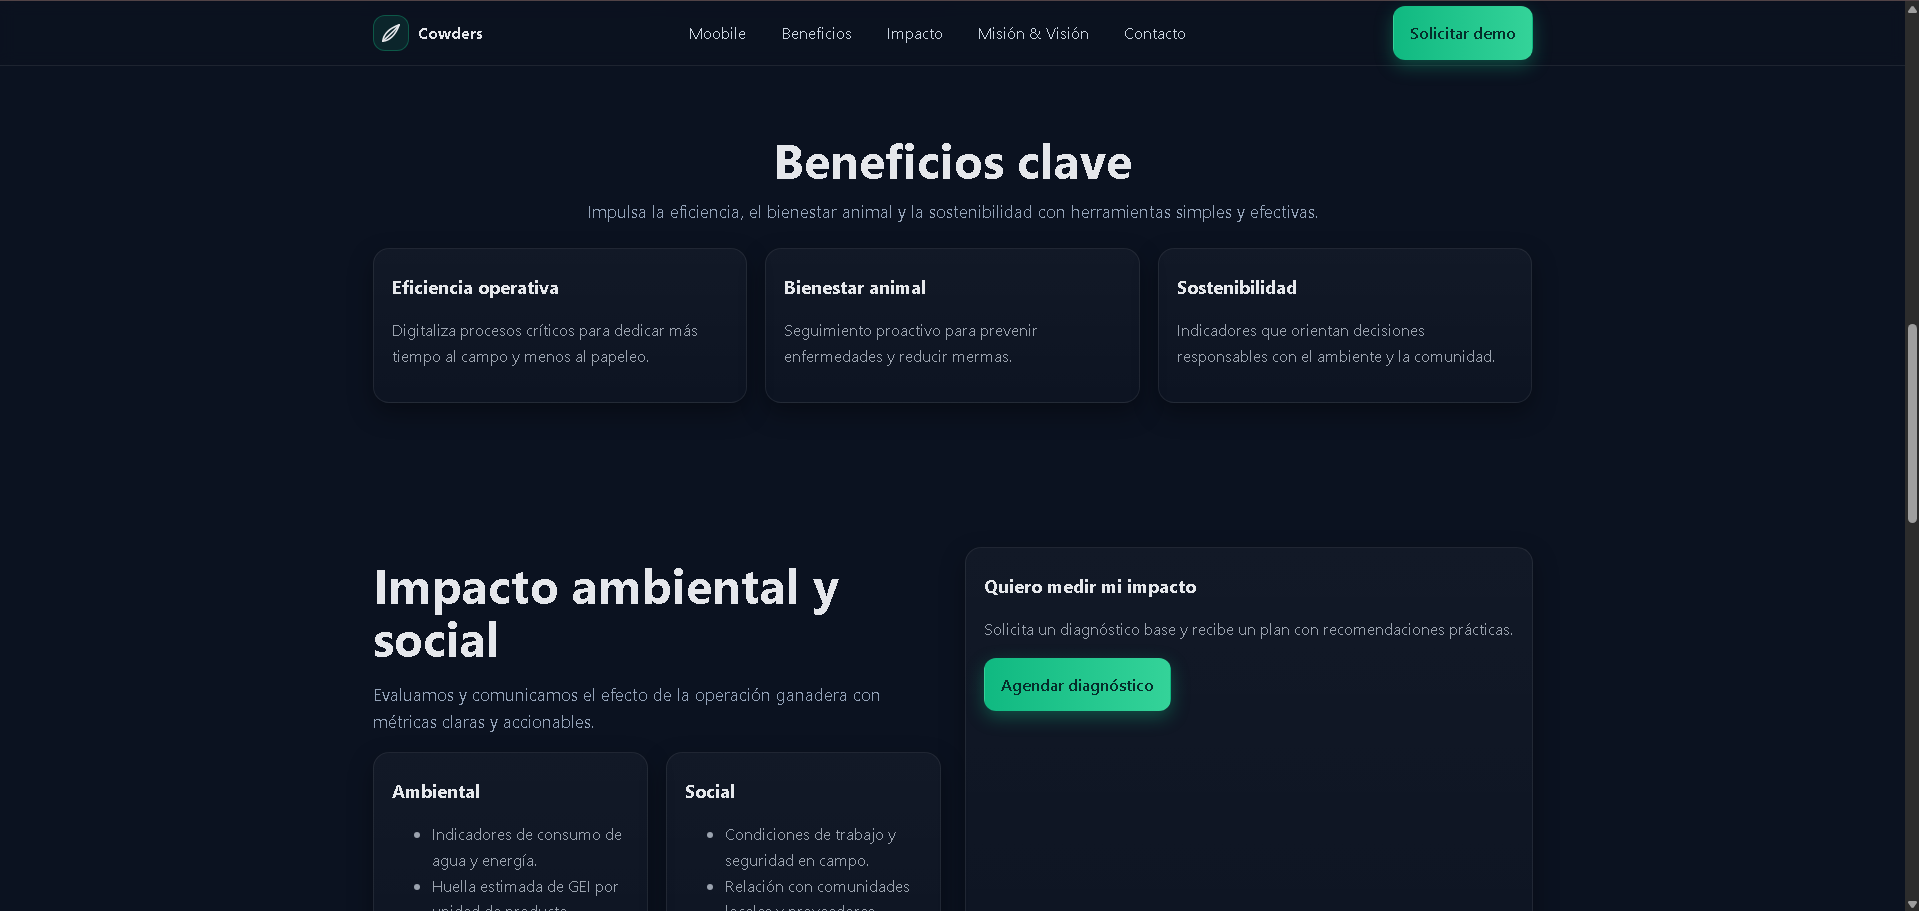 Cowders
Moobile
Beneficios
Impacto
Misión & Visión
Contacto
Solicitar demo
Beneficios clave
Impulsa la eficiencia, el bienestar animal y la sostenibilidad con herramientas simples y efectivas.
Eficiencia operativa
Digitaliza procesos críticos para dedicar más
tiempo al campo y menos al papeleo.
Bienestar animal
Seguimiento proactivo para prevenir
enfermedades y reducir mermas.
Sostenibilidad
Indicadores que orientan decisiones
responsables con el ambiente y la comunidad.
Impacto ambiental y
social
Evaluamos y comunicamos el efecto de la operación ganadera con
métricas claras y accionables.
Ambiental
Indicadores de consumo de
agua y energía.
Huella estimada de GEI por
unidad de producto.
Social
Condiciones de trabajo y
seguridad en campo.
Relación con comunidades
locales y proveedores.
Quiero medir mi impacto
Solicita un diagnóstico base y recibe un plan con recomendaciones prácticas.
Agendar diagnóstico